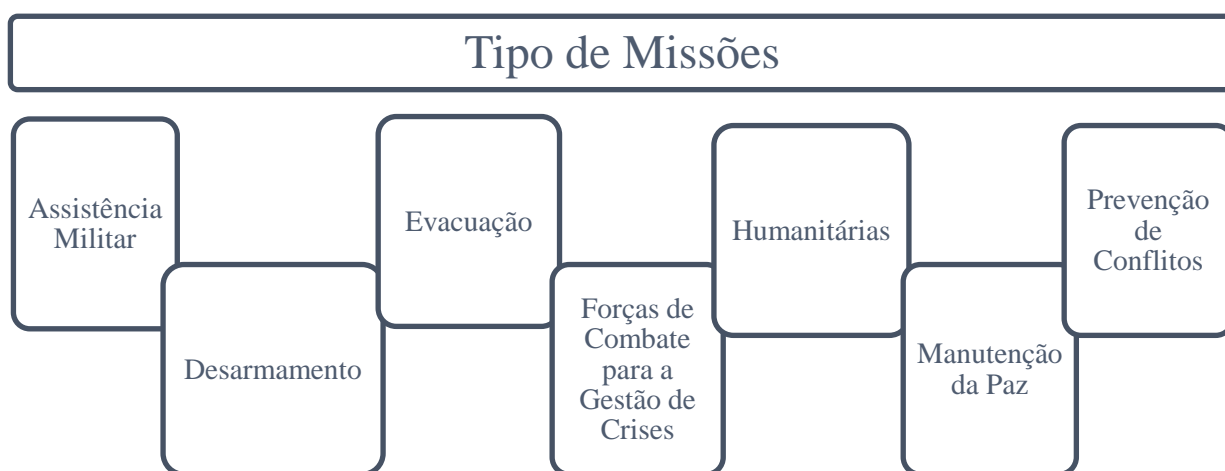 Tipo de Missões
Assistência
Militar
Desarmamento
Evacuação
Forças de
Combate
para a
Gestão de
Crises
Humanitárias
Manutenção
da Paz
Prevenção
de
Conflitos